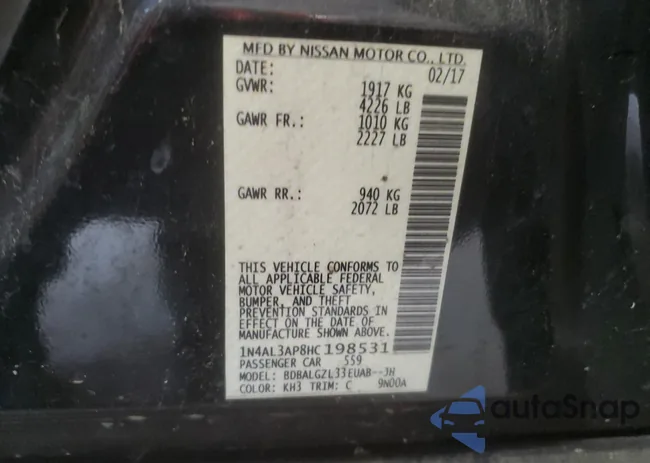 MFD BY NISSAN MOTOR CO., LTD.
DATE: 02/17
GVWR: 1917 KG
4226 LB
GAWR FR.: 1010 KG
2227 LB
GAWR RR.: 940 KG
2072 LB
THIS VEHICLE CONFORMS TO
ALL APPLICABLE FEDERAL
MOTOR VEHICLE SAFETY,
BUMPER, AND THEFT
PREVENTION STANDARDS
IN EFFECT ON THE DATE OF
MANUFACTURE SHOWN ABOVE.
1N4AL3AP8HC198531
PASSENGER CAR 559
MODEL: BDBALGZL33EUAB--JH
COLOR: KH3 TRIM: C 9N00A
autoSnap